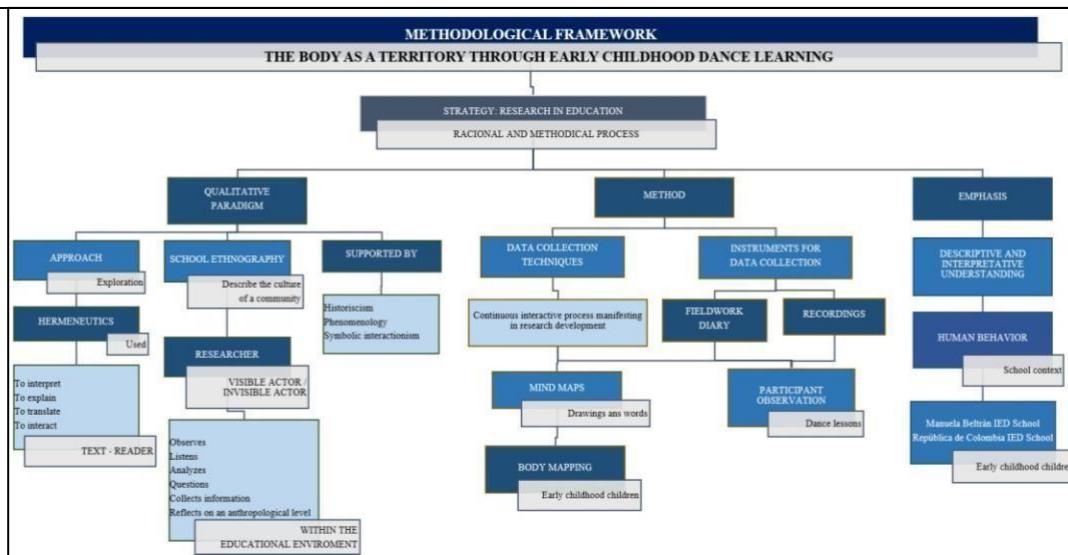 METHODOLOGICAL FRAMEWORK
THE BODY AS A TERRITORY THROUGH EARLY CHILDHOOD DANCE LEARNING
STRATEGY: RESEARCH IN EDUCATION
RACIONAL AND METHODICAL PROCESS
QUALITATIVE
PARADIGM
METHOD
EMPHASIS
APPROACH
Exploration
SCHOOL ETHNOGRAPHY
Describe the culture
of a community
SUPPORTED BY
DATA COLLECTION
TECHNIQUES
INSTRUMENTS FOR
DATA COLLECTION
DESCRIPTIVE AND
INTERPRETATIVE
UNDERSTANDING
HERMENEUTICS
Used
Historiscism
Phenomenology
Symbolic interactionism
Continuous interactive process manifesting
in research development
FIELDWORK
DIARY
RECORDINGS
HUMAN BEHAVIOR
School context
RESEARCHER
VISIBLE ACTOR /
INVISIBLE ACTOR
To interpret
To explain
To translate
To interact
TEXT - READER
MIND MAPS
Drawings ans words
PARTICIPANT
OBSERVATION
Dance lessons
Manuela Beltrán IED School
República de Colombia IED School
Early childhood children
Observes
Listens
Analyzes
Questions
Collects information
Reflects on an anthropological level
WITHIN THE
EDUCATIONAL ENVIROMENT
BODY MAPPING
Early childhood children